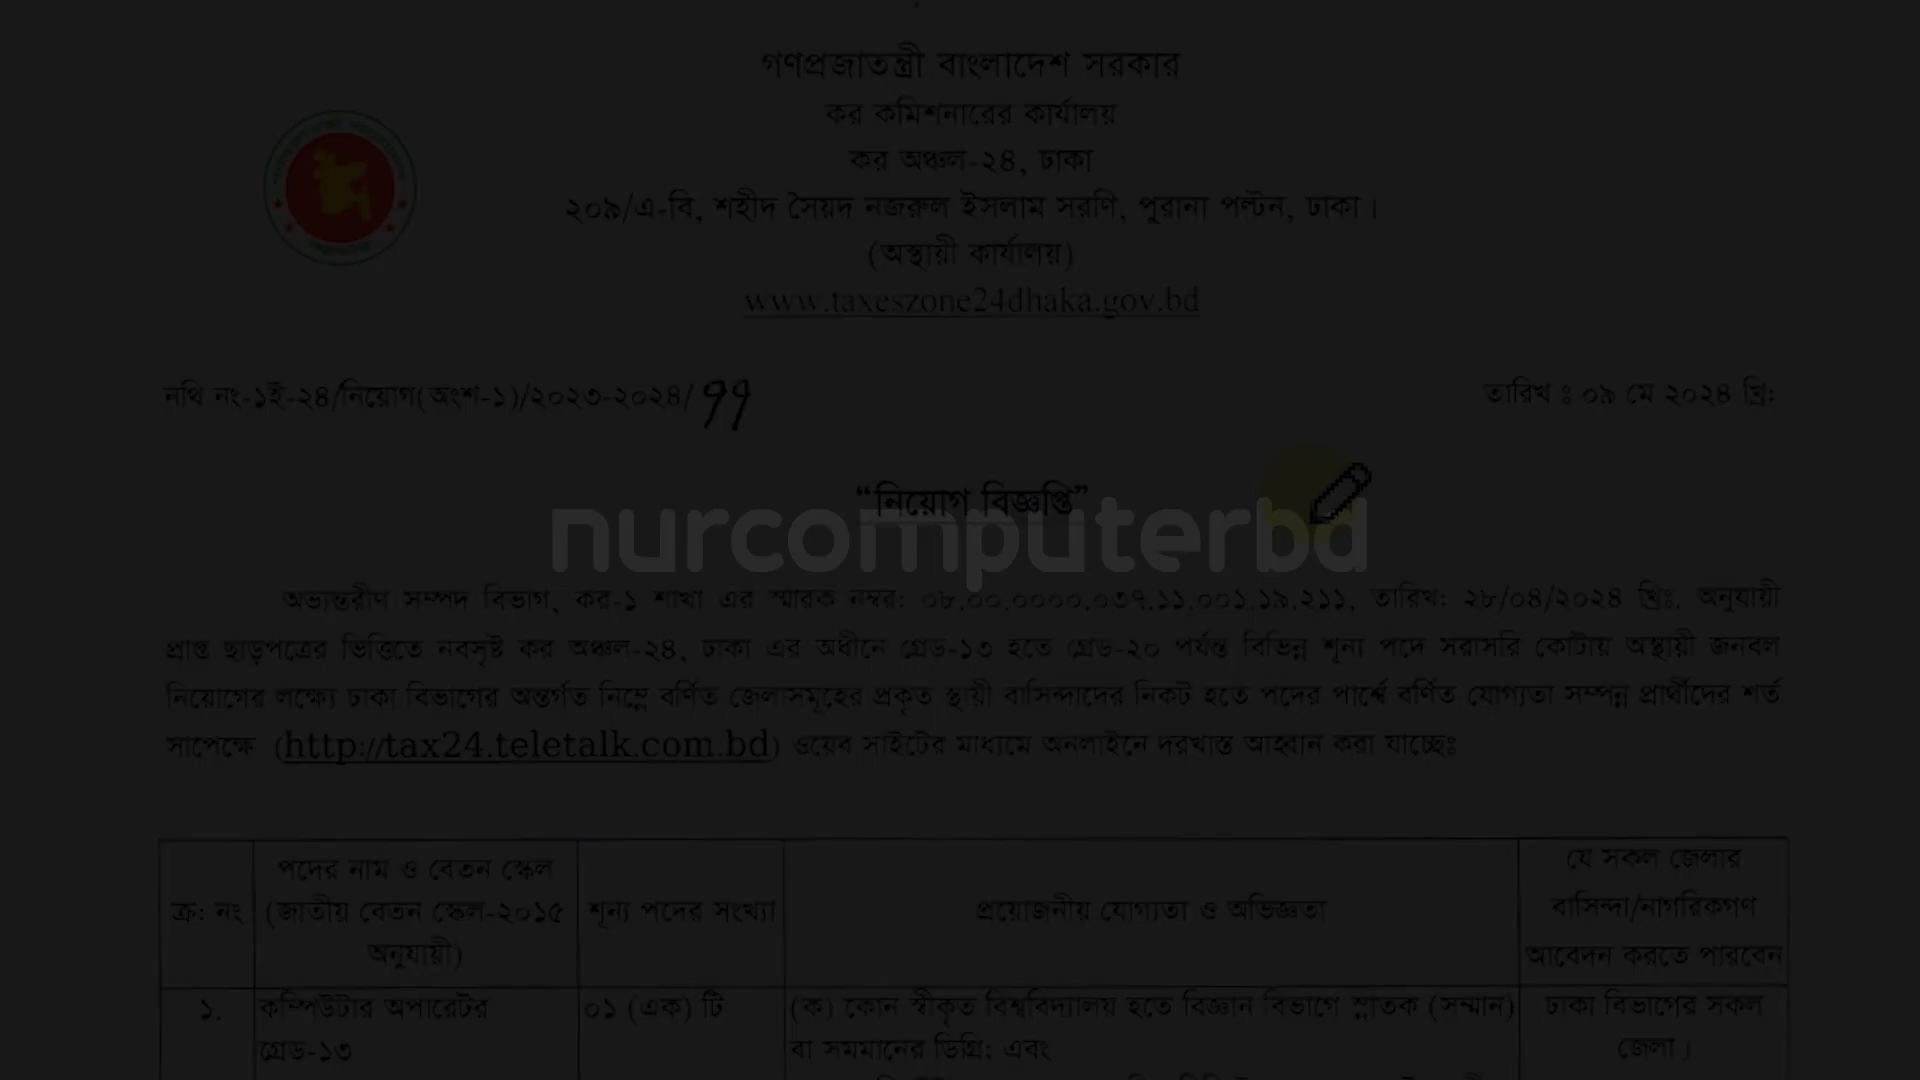 গণপ্রজাতন্ত্রী বাংলাদেশ সরকার
কর কমিশনারের কার্যালয়
কর অঞ্চল-২৪, ঢাকা
২০৯/এ-বি, শহীদ সৈয়দ নজরুল ইসলাম সরণি, পুরানা পল্টন, ঢাকা।
(অস্থায়ী কার্যালয়)
www.taxeszone24dhaka.gov.bd
নথি নং-১ই-২৪/নিয়োগ(অংশ-১)/২০২৩-২০২৪/৭৭
তারিখ ঃ ০৯ মে ২০২৪ খ্রি:
“নিয়োগ বিজ্ঞপ্তি”
nurcomputerbd
অভ্যন্তরীণ সম্পদ বিভাগ, কর-১ শাখা এর স্মারক নম্বর: ০৮.০০.০০০০.০৩৭.১১.০০১.১৯.২১১, তারিখ: ২৮/০৪/২০২৪ খ্রিঃ, অনুযায়ী
প্রাপ্ত ছাড়পত্রের ভিত্তিতে নবসৃষ্ট কর অঞ্চল-২৪, ঢাকা এর অধীনে গ্রেড-১৩ হতে গ্রেড-২০ পর্যন্ত বিভিন্ন শূন্য পদে সরাসরি কোটায় অস্থায়ী জনবল
নিয়োগের লক্ষ্যে ঢাকা বিভাগের অন্তর্গত নিম্নে বর্ণিত জেলাসমূহের প্রকৃত স্থায়ী বাসিন্দাদের নিকট হতে পদের পার্শ্বে বর্ণিত যোগ্যতা সম্পন্ন প্রার্থীদের শর্ত
সাপেক্ষে (http://tax24.teletalk.com.bd) ওয়েব সাইটের মাধ্যমে অনলাইনে দরখাস্ত আহ্বান করা যাচ্ছেঃ
ক্র: নং
পদের নাম ও বেতন স্কেল
(জাতীয় বেতন স্কেল-২০১৫
অনুযায়ী)
শূন্য পদের সংখ্যা
প্রয়োজনীয় যোগ্যতা ও অভিজ্ঞতা
যে সকল জেলার
বাসিন্দা/নাগরিকগণ
আবেদন করতে পারবেন
১.
কম্পিউটার অপারেটর
গ্রেড-১৩
০১ (এক) টি
(ক) কোন স্বীকৃত বিশ্ববিদ্যালয় হতে বিজ্ঞান বিভাগে স্নাতক (সম্মান)
বা সমমানের ডিগ্রি; এবং
ঢাকা বিভাগের সকল
জেলা।